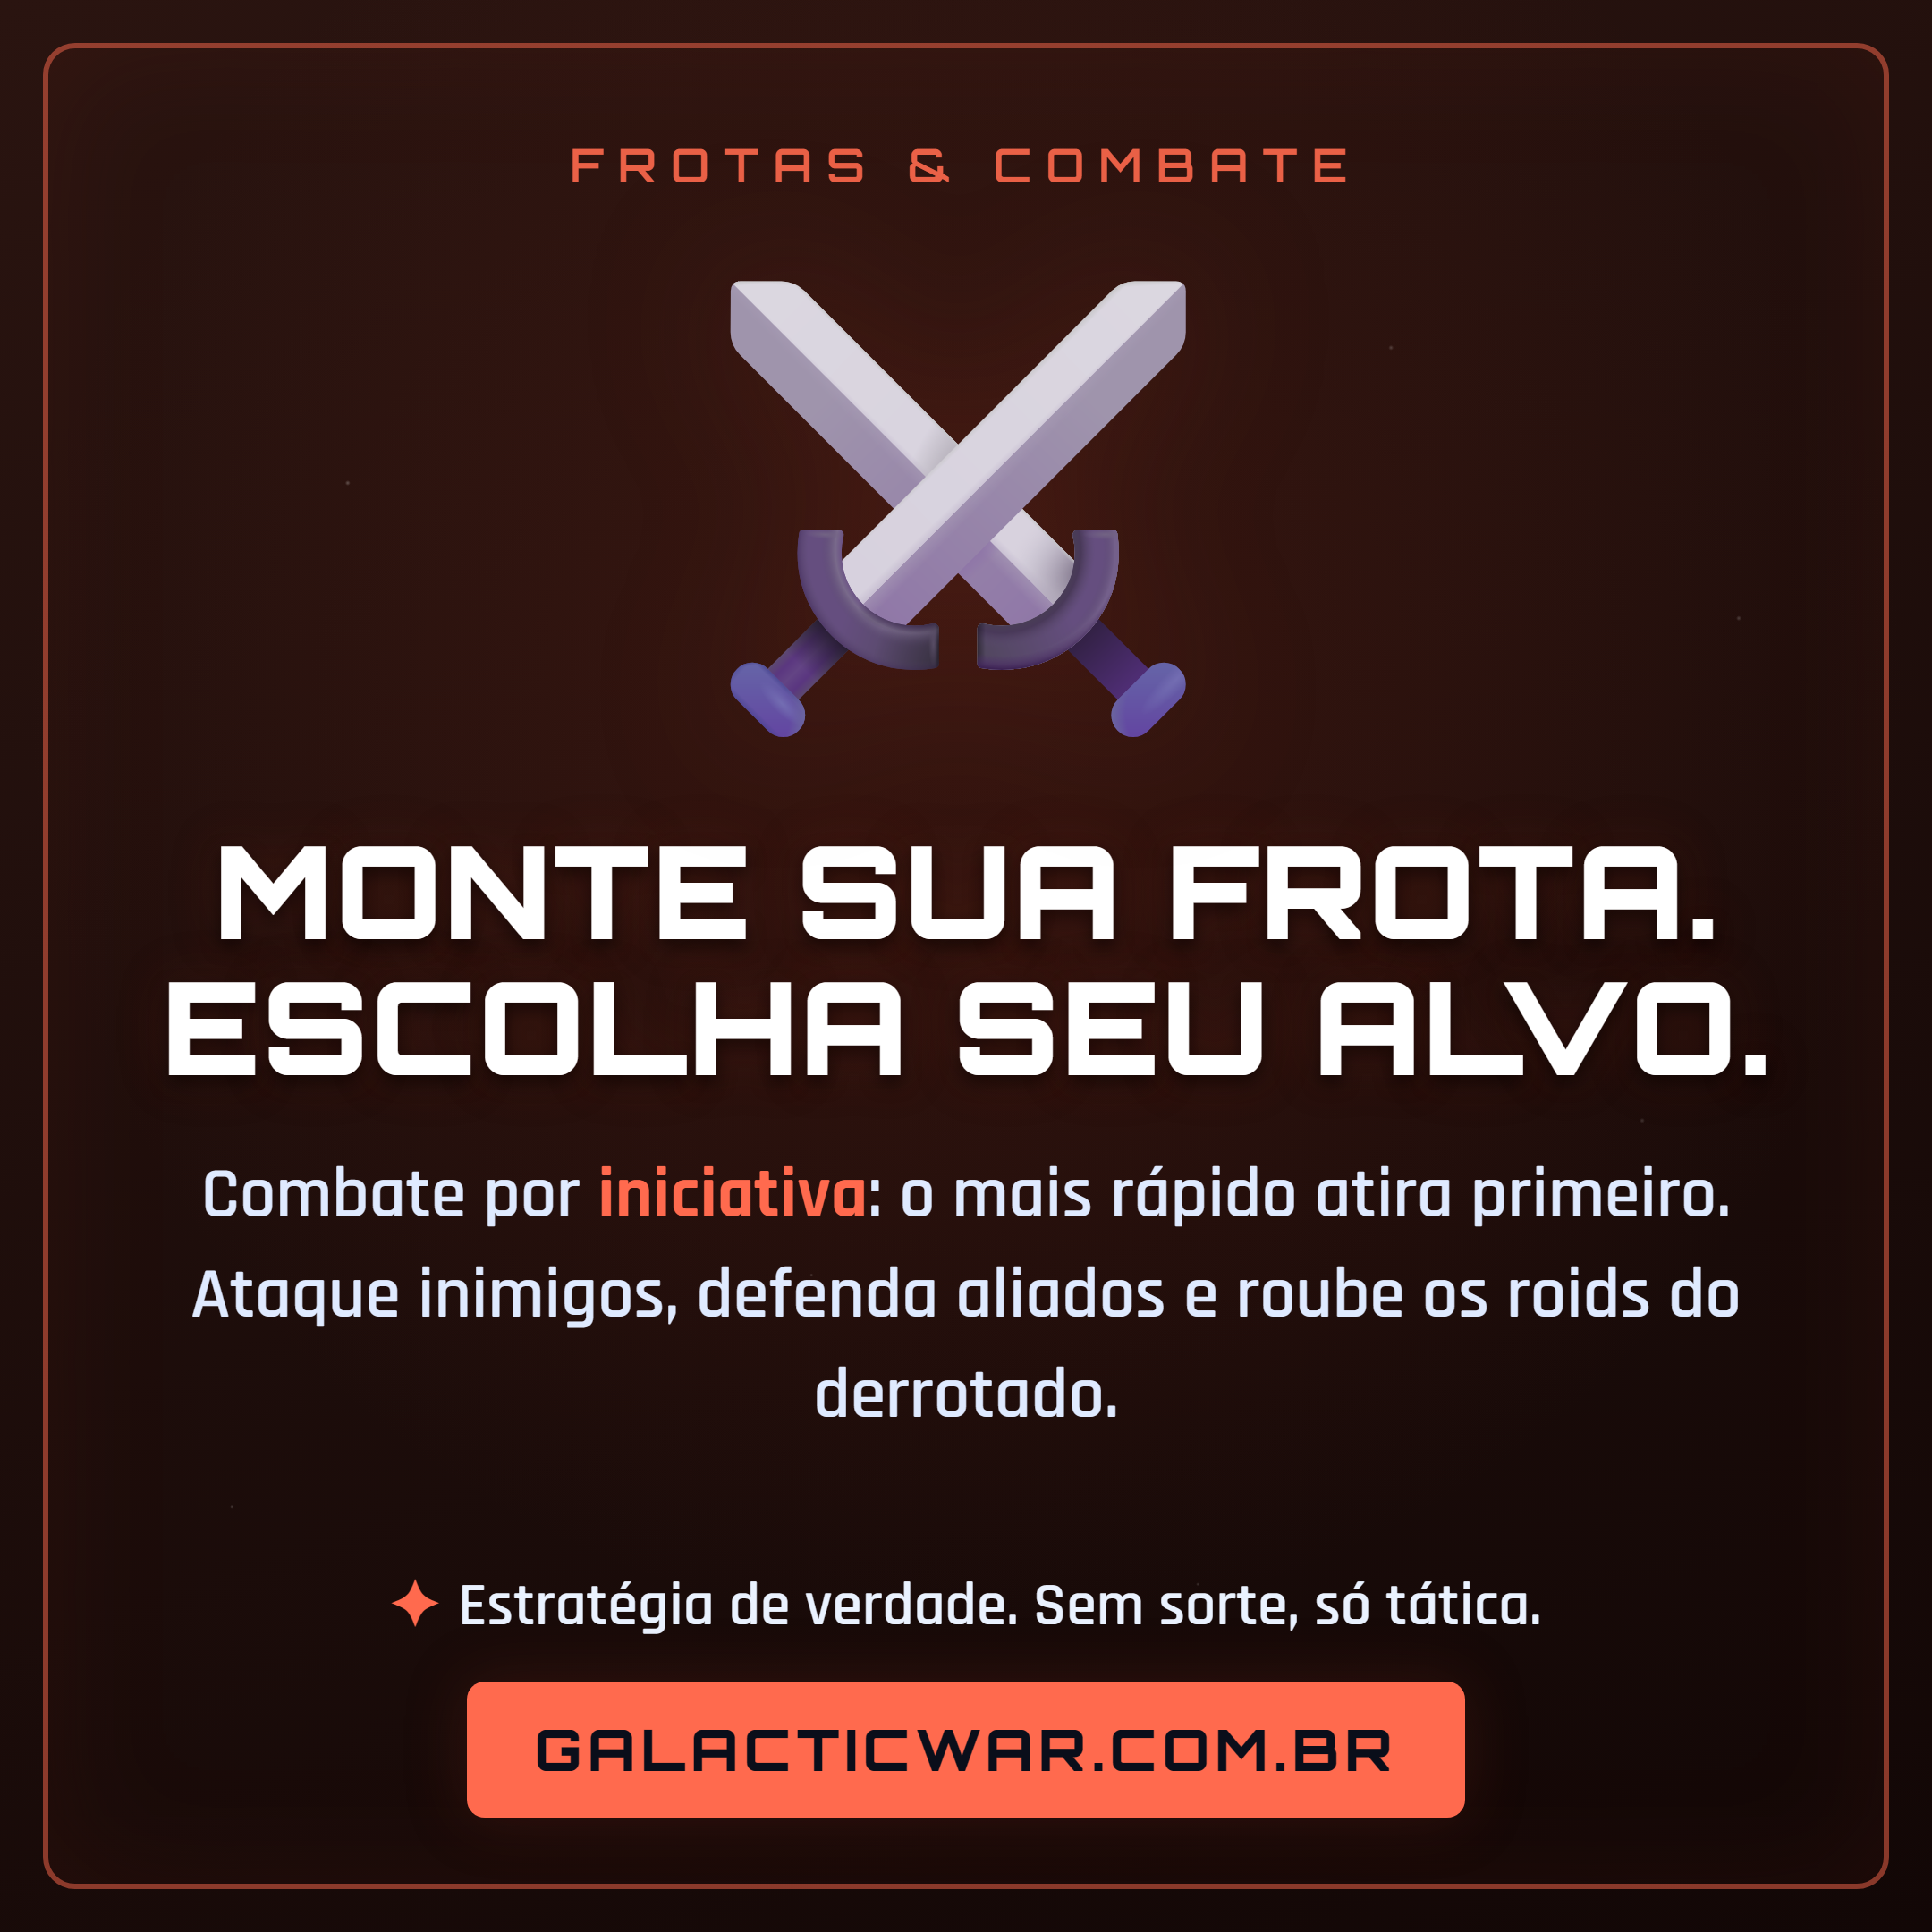 FROTAS & COMBATE
MONTE SUA FROTA.
ESCOLHA SEU ALVO.
Combate por iniciativa: o mais rápido atira primeiro.
Ataque inimigos, defenda aliados e roube os roids do
derrotado.
Estratégia de verdade. Sem sorte, só tática.
GALACTICWAR.COM.BR